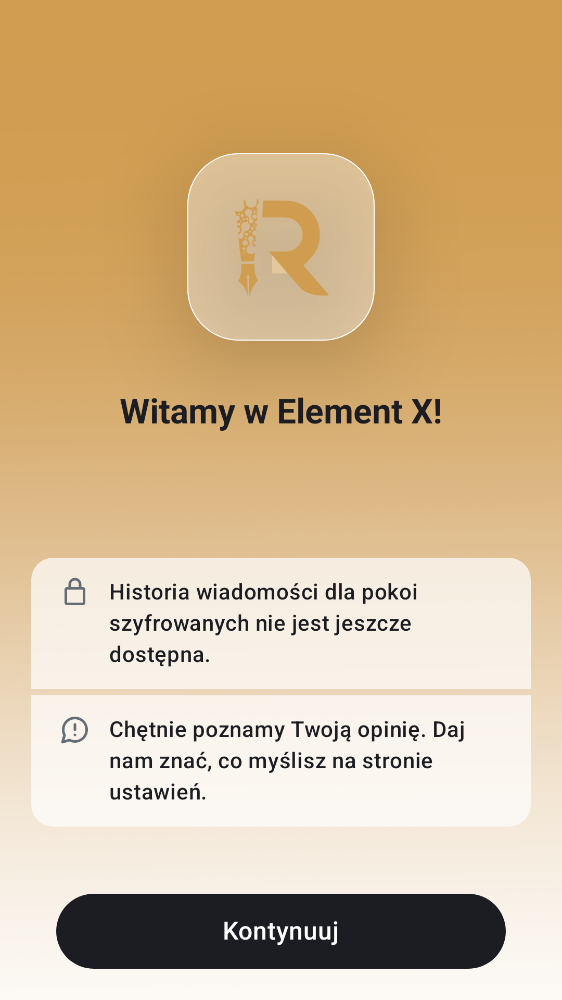 R
Witamy w Element X!
Historia wiadomości dla pokoi
szyfrowanych nie jest jeszcze
dostępna.
Chętnie poznamy Twoją opinię. Daj
nam znać, co myślisz na stronie
ustawień.
Kontynuuj